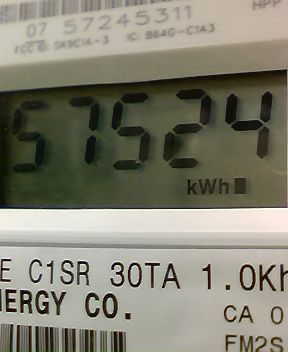 HPP
07 57245311
FCC ID: SK9C1A-3 IC: 864G-C1A3
57524
kWh
E C1SR 30TA 1.0Kh
NERGY CO.
CA 0
FM2S